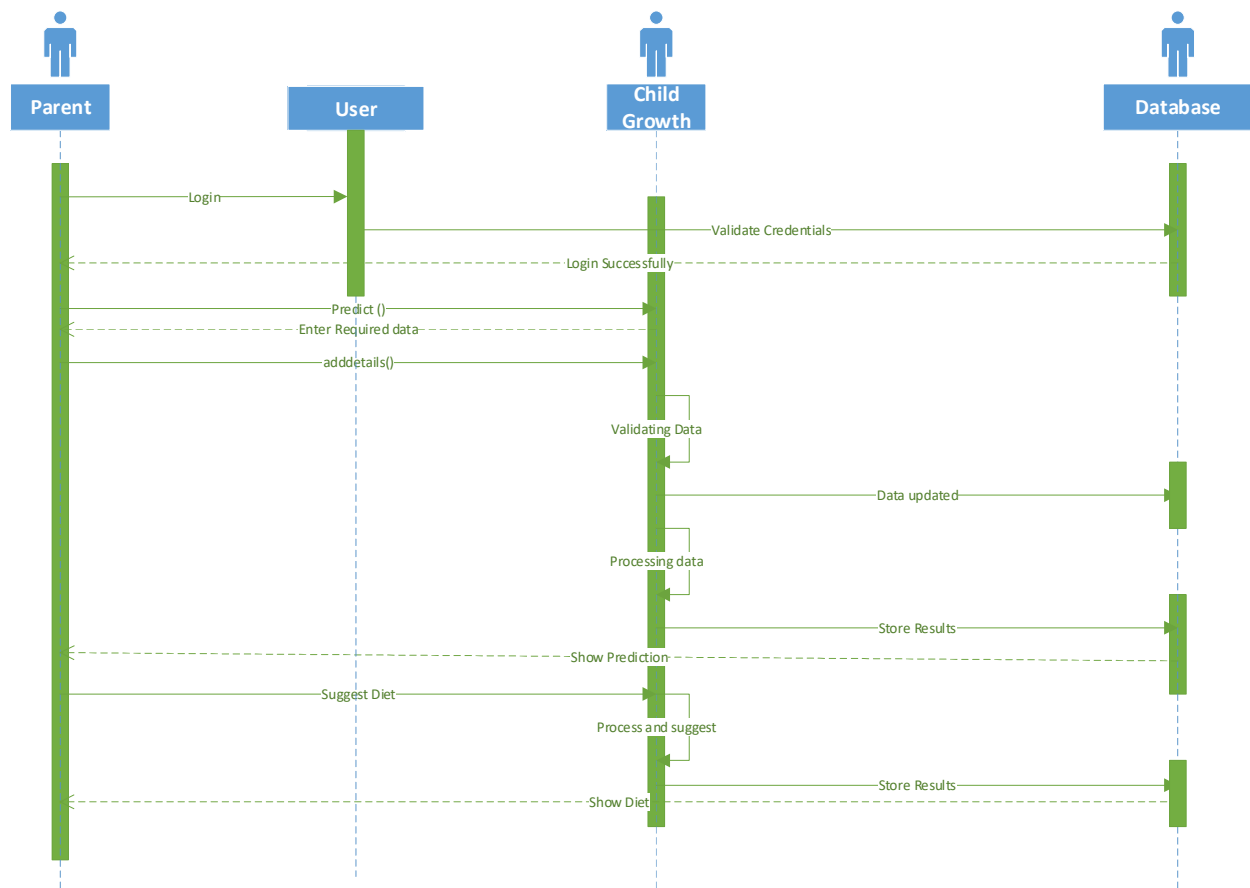 Parent
User
Child
Growth
Database
Login
Validate Credentials
Login Successfully
Predict ()
Enter Required data
adddetails()
Validating Data
Data updated
Processing data
Store Results
Show Prediction
Suggest Diet
Process and suggest
Store Results
Show Diet